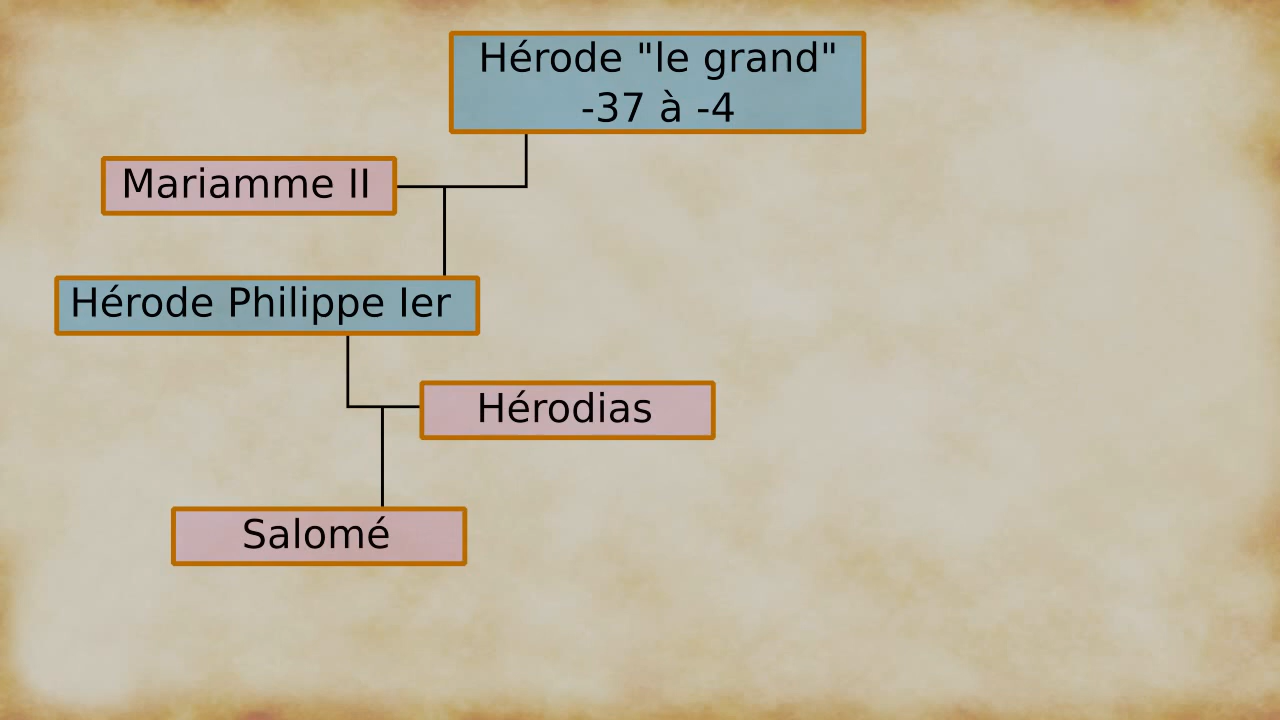 Hérode "le grand"
-37 à -4
Mariamme II
Hérode Philippe Ier
Hérodias
Salomé